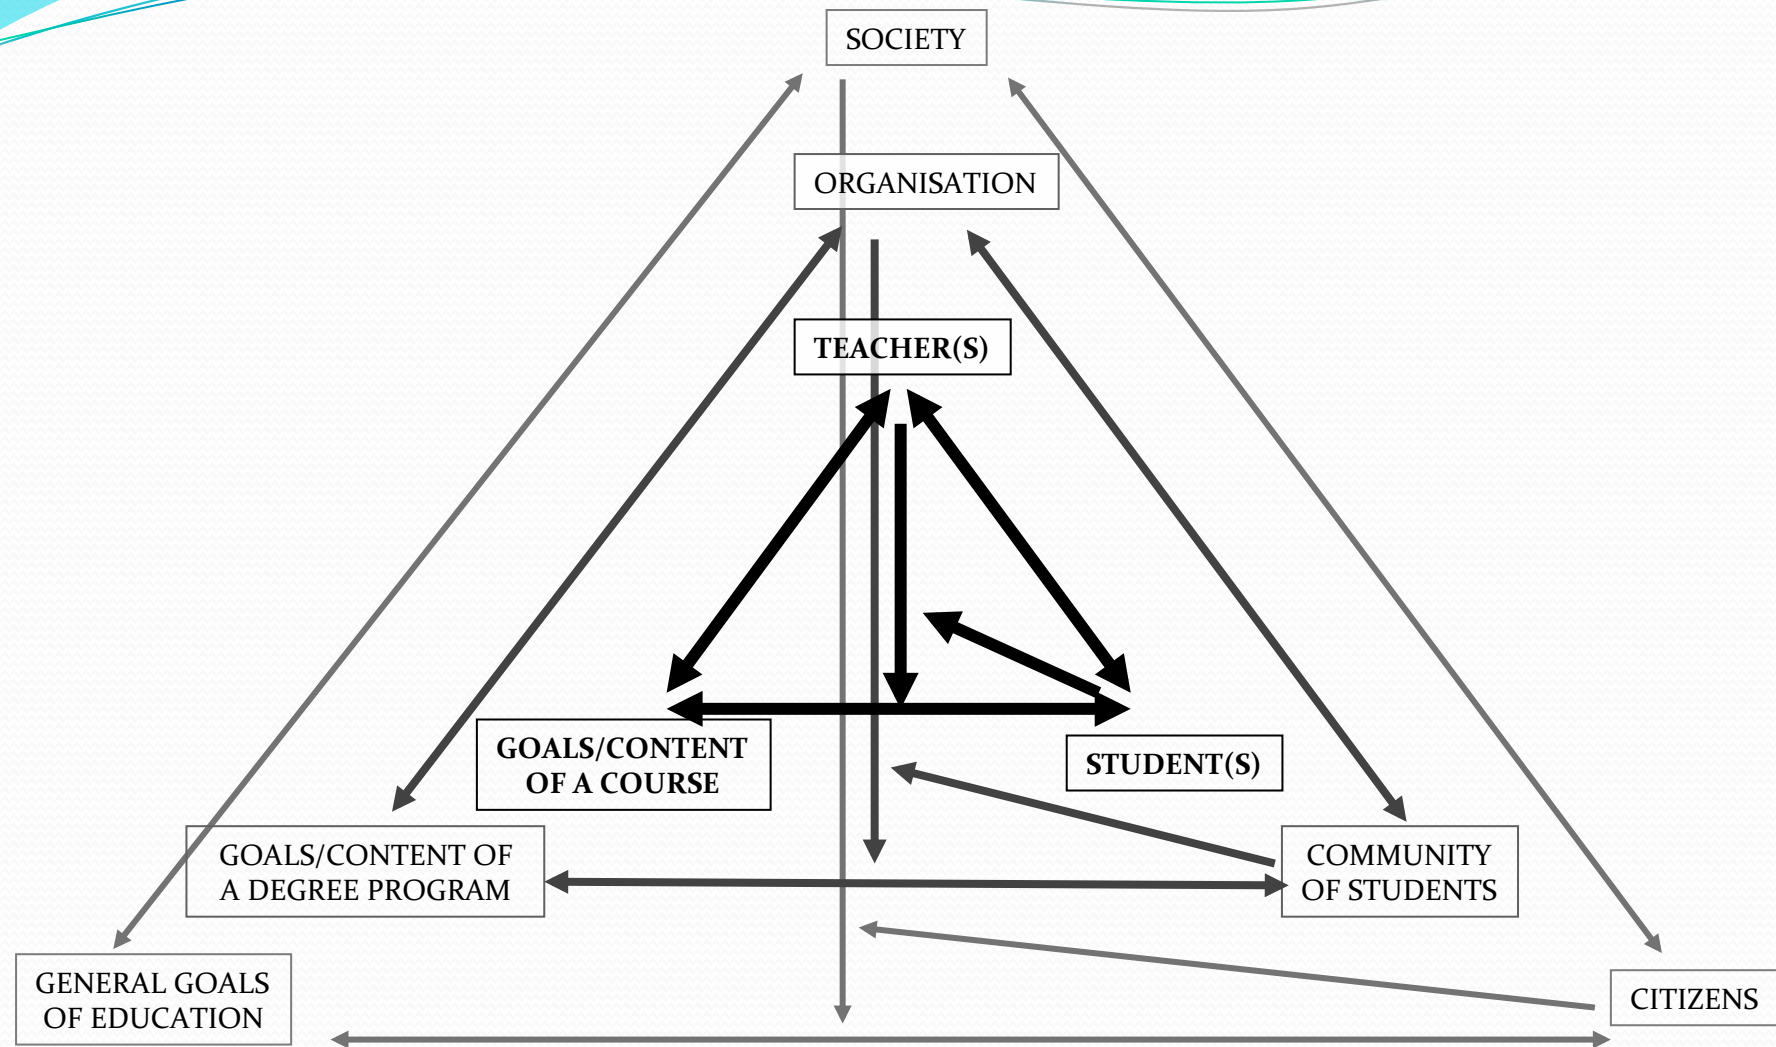 SOCIETY
ORGANISATION
TEACHER(S)
GOALS/CONTENT
OF A COURSE
STUDENT(S)
GOALS/CONTENT OF
A DEGREE PROGRAM
COMMUNITY
OF STUDENTS
GENERAL GOALS
OF EDUCATION
CITIZENS